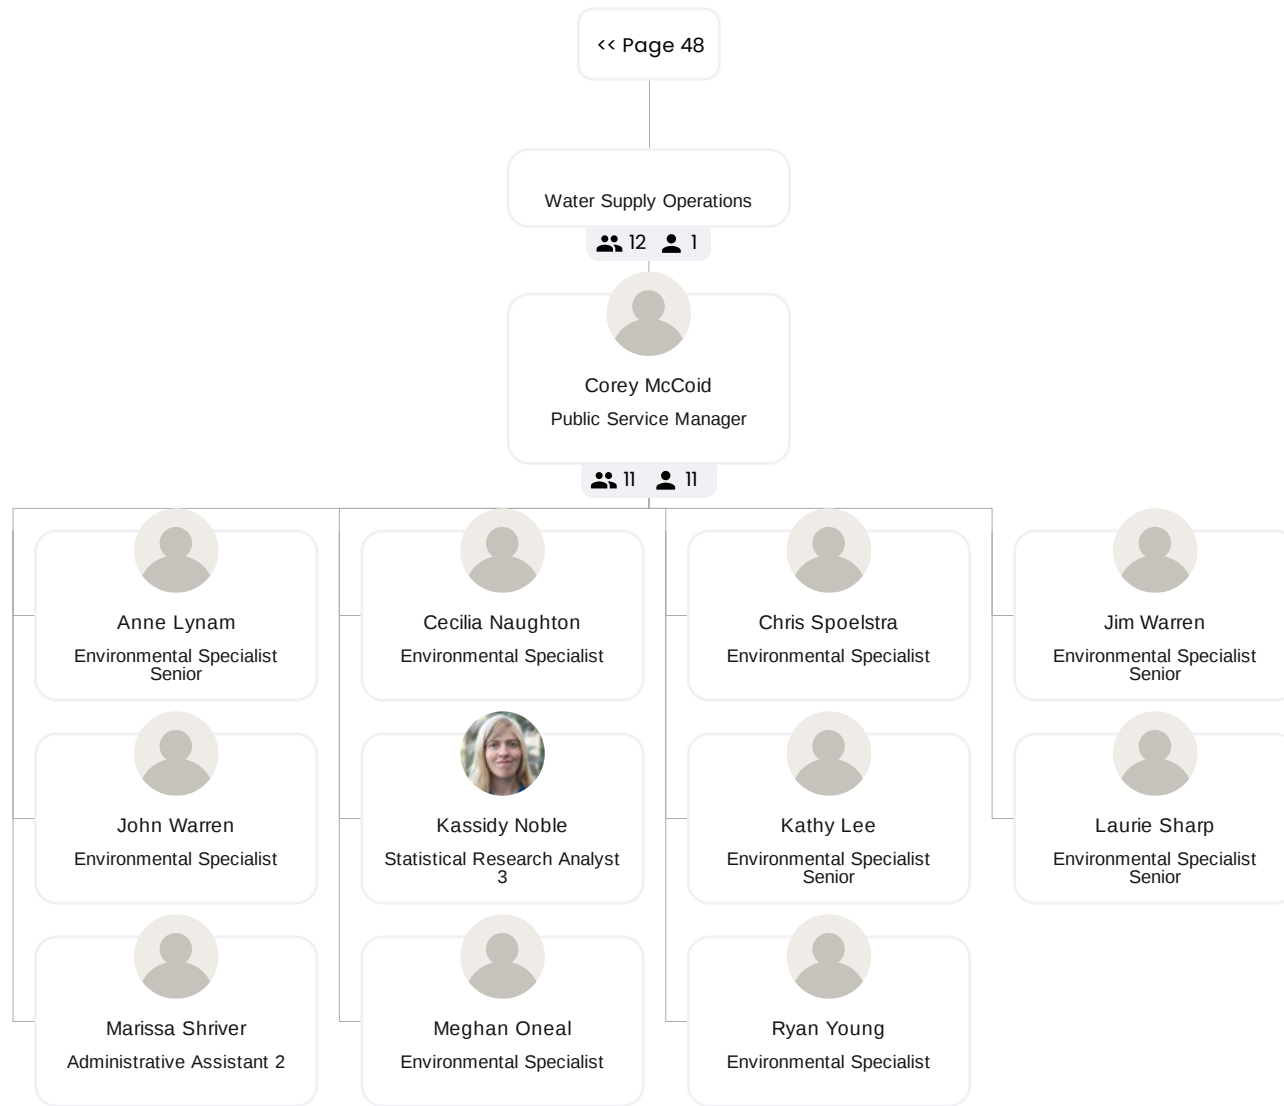 << Page 48
Water Supply Operations
12 1
Corey McCoid
Public Service Manager
11 11
Anne Lynam
Environmental Specialist
Senior
Cecilia Naughton
Environmental Specialist
Chris Spoelstra
Environmental Specialist
Jim Warren
Environmental Specialist
Senior
John Warren
Environmental Specialist
Kassidy Noble
Statistical Research Analyst
3
Kathy Lee
Environmental Specialist
Senior
Laurie Sharp
Environmental Specialist
Senior
Marissa Shriver
Administrative Assistant 2
Meghan Oneal
Environmental Specialist
Ryan Young
Environmental Specialist